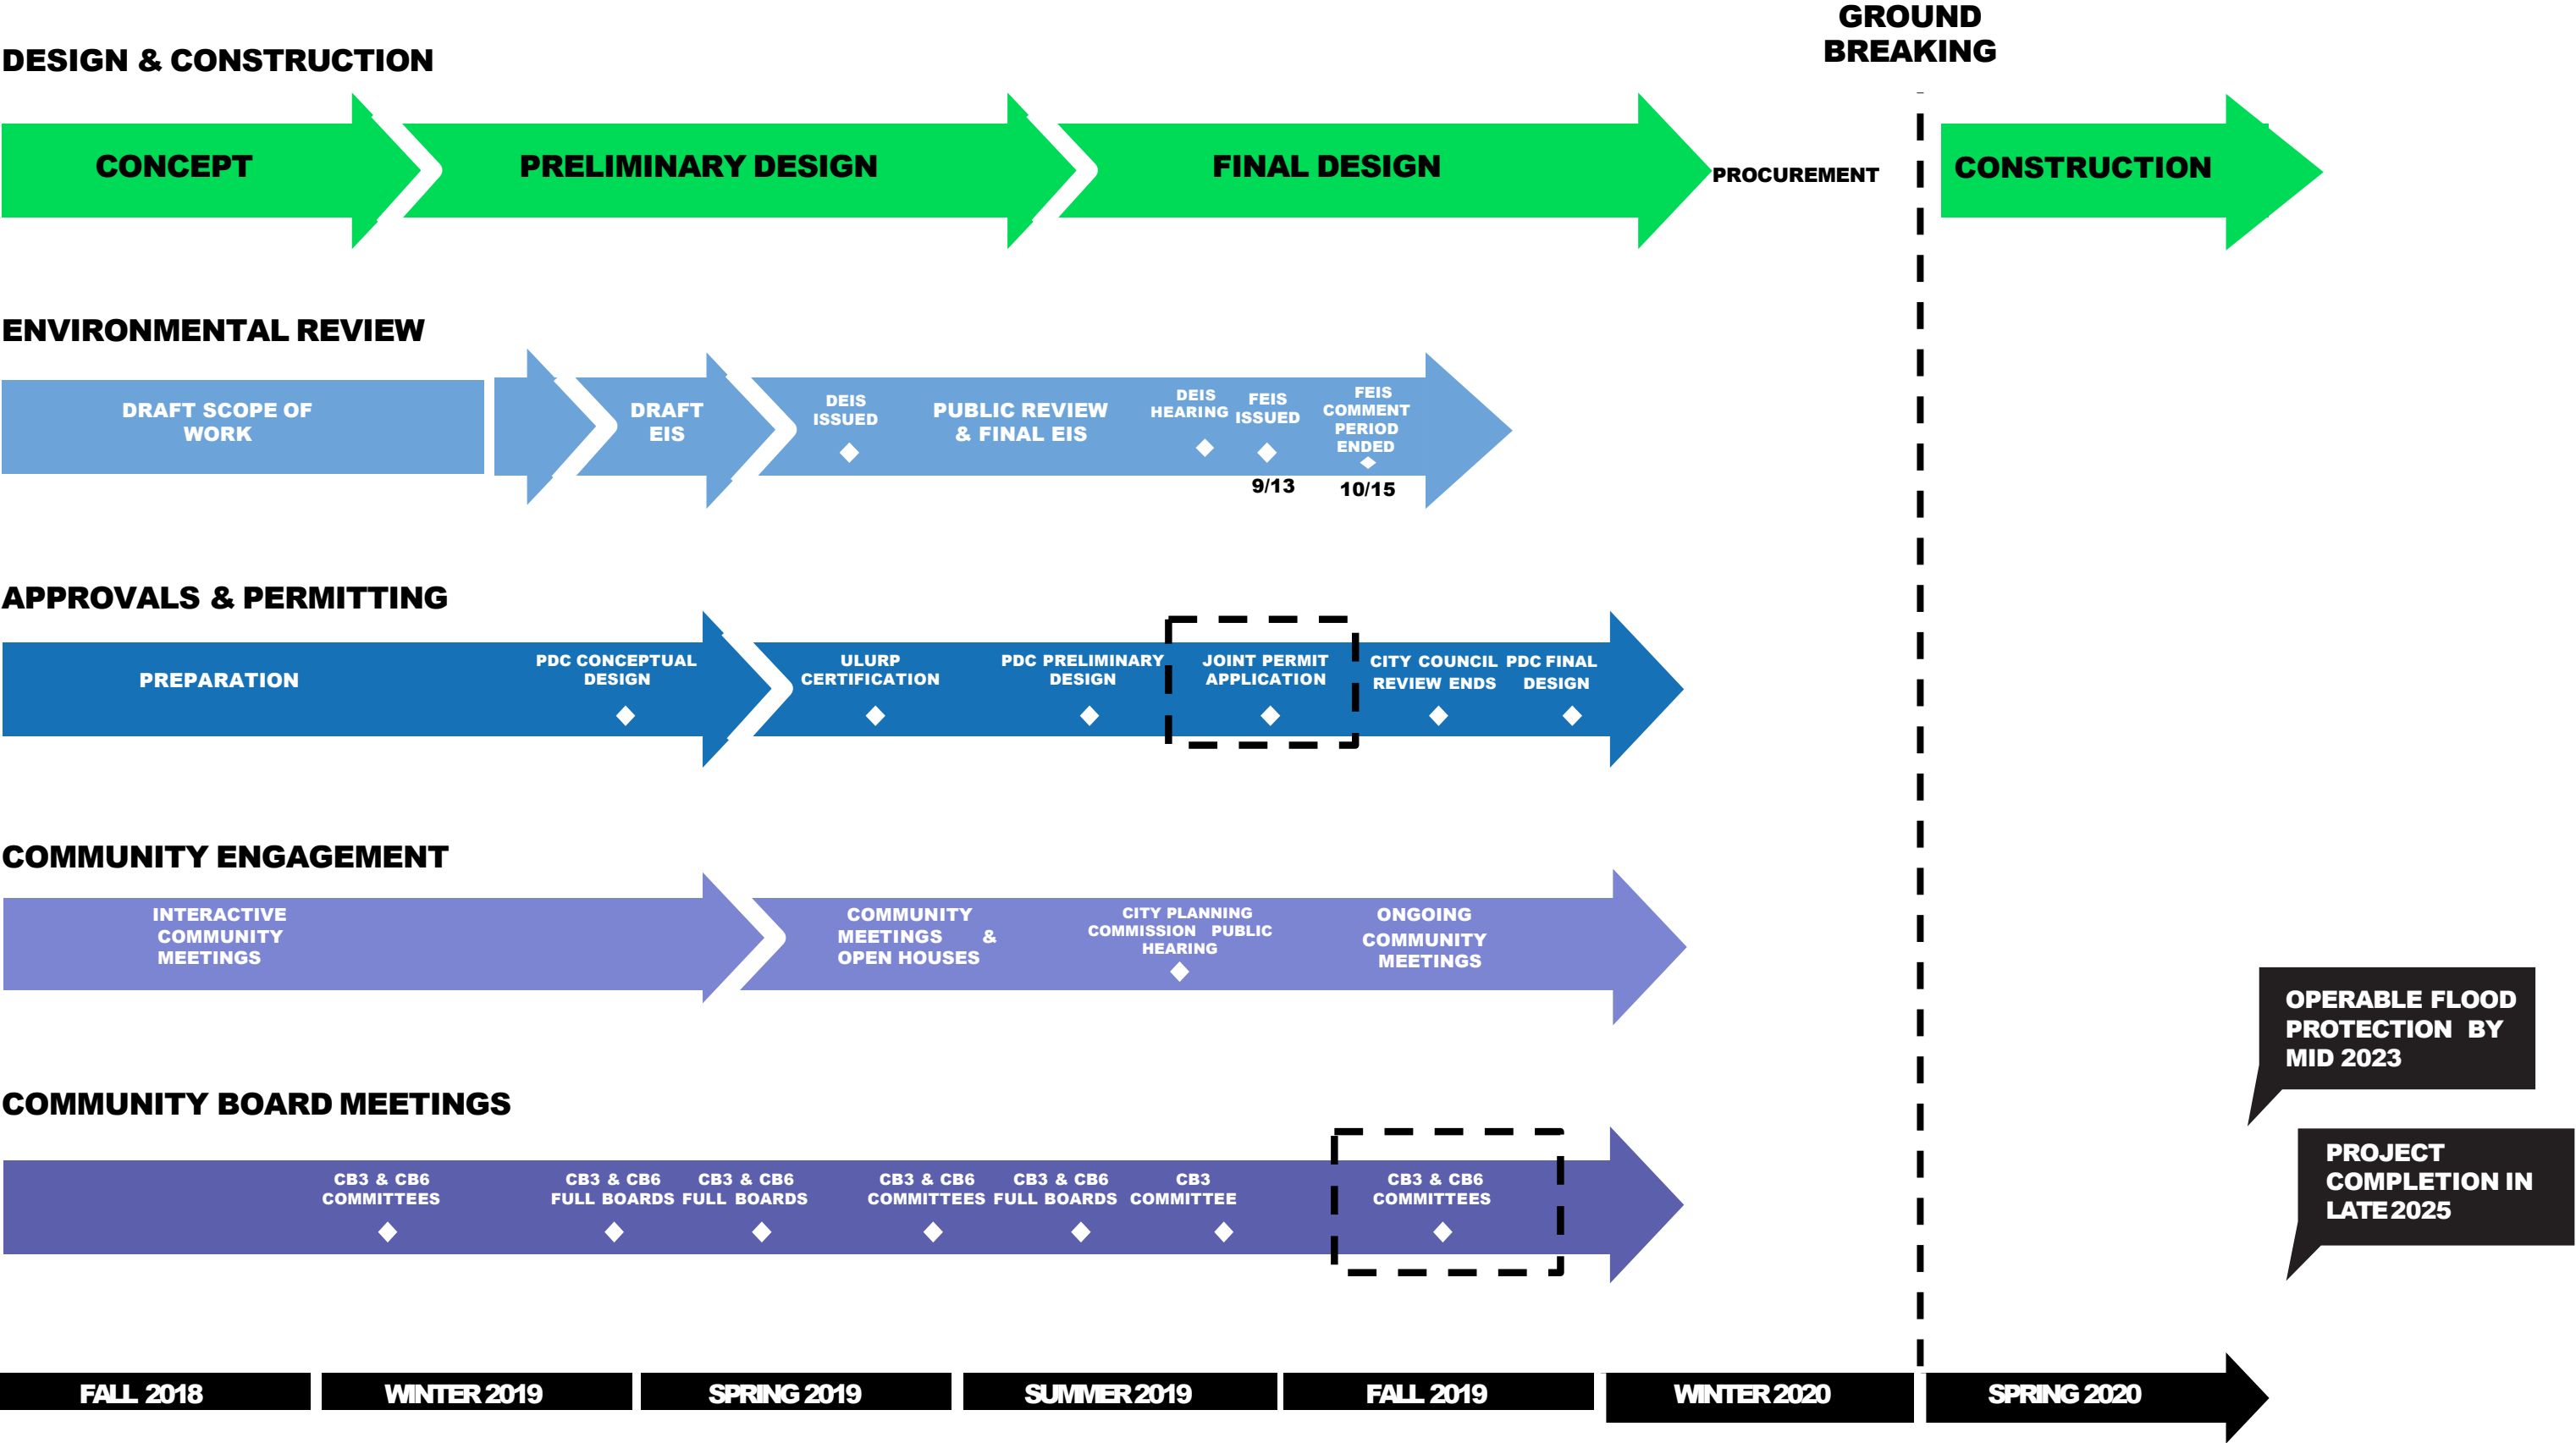 GROUND
BREAKING
DESIGN & CONSTRUCTION
CONCEPT
PRELIMINARY DESIGN
FINAL DESIGN
PROCUREMENT
CONSTRUCTION
ENVIRONMENTAL REVIEW
DRAFT SCOPE OF
WORK
DRAFT
EIS
DEIS
ISSUED
PUBLIC REVIEW
& FINAL EIS
DEIS
HEARING
FEIS
ISSUED
9/13
FEIS
COMMENT
PERIOD
ENDED
10/15
APPROVALS & PERMITTING
PREPARATION
PDC CONCEPTUAL
DESIGN
ULURP
CERTIFICATION
PDC PRELIMINARY
DESIGN
JOINT PERMIT
APPLICATION
CITY COUNCIL
REVIEW ENDS
PDC FINAL
DESIGN
COMMUNITY ENGAGEMENT
INTERACTIVE
COMMUNITY
MEETINGS
COMMUNITY
MEETINGS &
OPEN HOUSES
CITY PLANNING
COMMISSION PUBLIC
HEARING
ONGOING
COMMUNITY
MEETINGS
OPERABLE FLOOD
PROTECTION BY
MID 2023
COMMUNITY BOARD MEETINGS
CB3 & CB6
COMMITTEES
CB3 & CB6
FULL BOARDS
CB3 & CB6
FULL BOARDS
CB3 & CB6
COMMITTEES
CB3 & CB6
FULL BOARDS
CB3
COMMITTEE
CB3 & CB6
COMMITTEES
PROJECT
COMPLETION IN
LATE 2025
FALL 2018
WINTER 2019
SPRING 2019
SUMMER 2019
FALL 2019
WINTER 2020
SPRING 2020